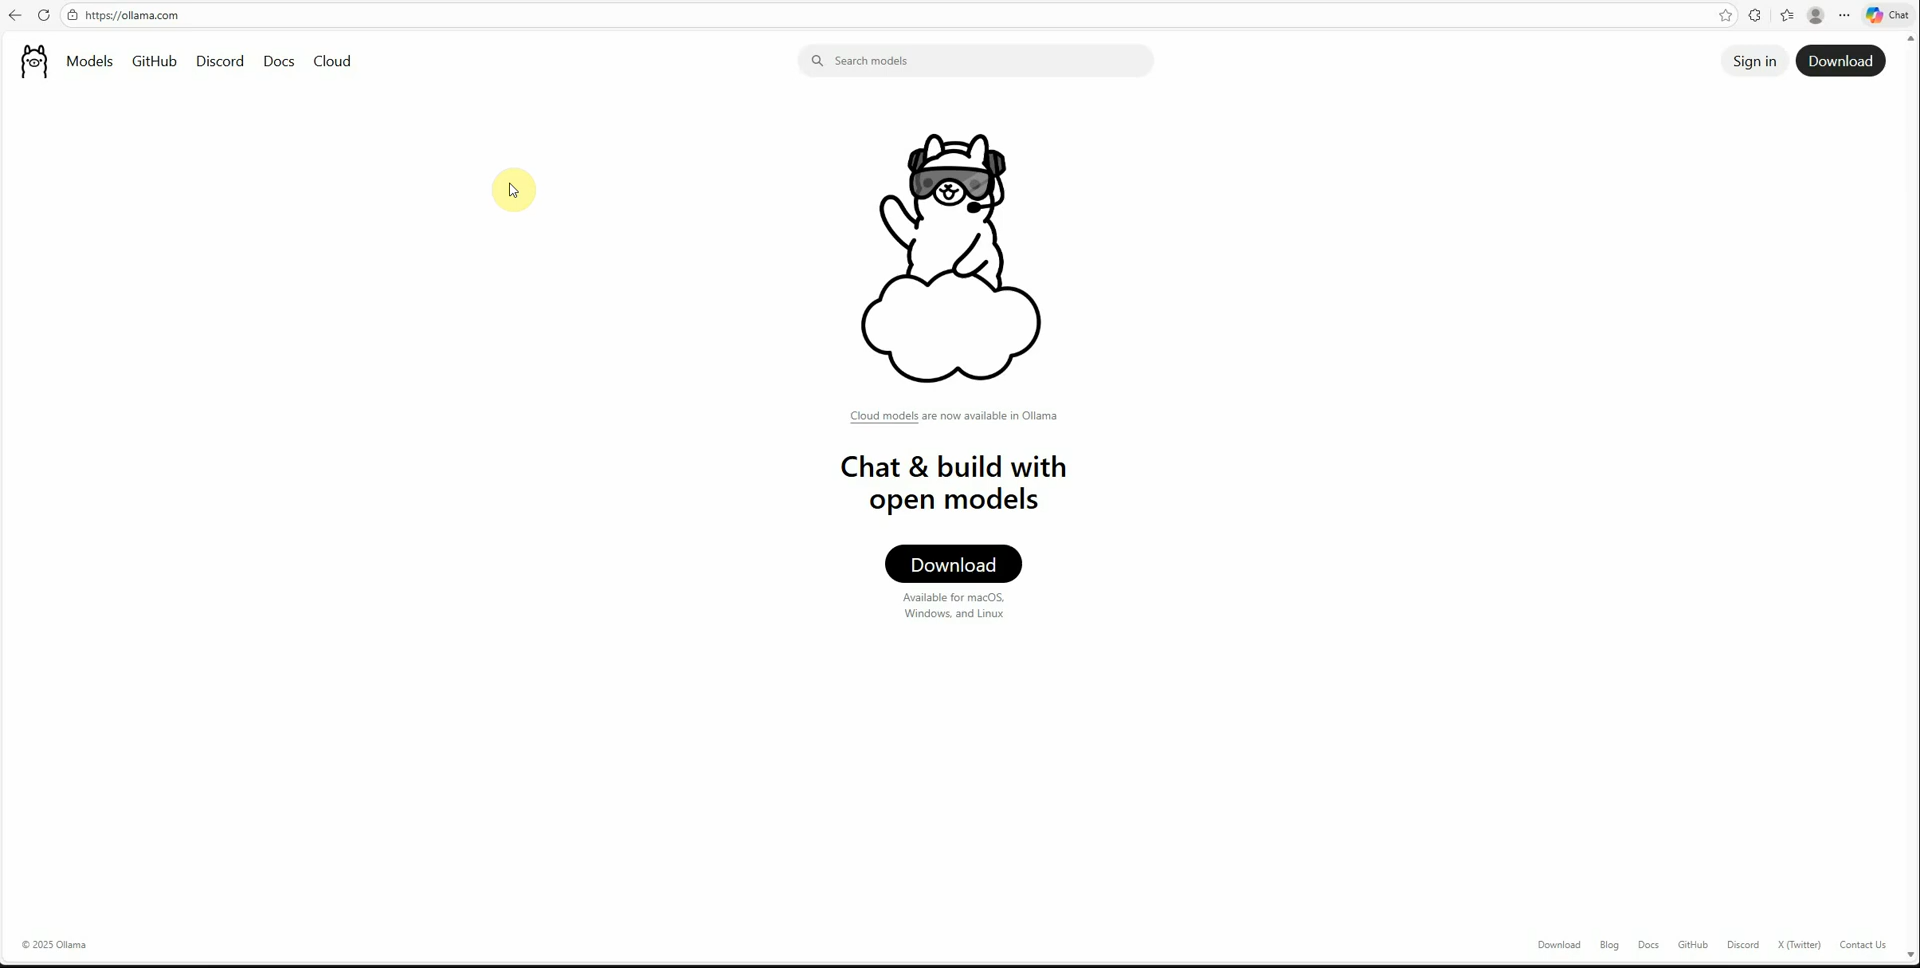 https://ollama.com
Chat
Models GitHub Discord Docs Cloud
Search models
Sign in Download
Cloud models are now available in Ollama
Chat & build with
open models
Download
Available for macOS,
Windows, and Linux
© 2025 Ollama
Download Blog Docs GitHub Discord X (Twitter) Contact Us